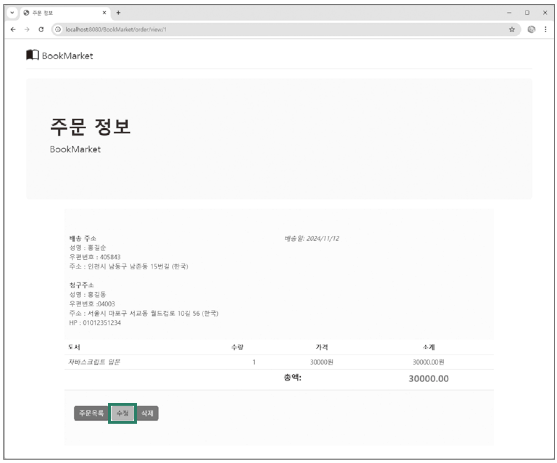 주문 정보
localhost:8080/BookMarket/order/view/1
BookMarket
주문 정보
BookMarket
배송 주소
성명 : 홍길순
우편번호 : 405843
주소 : 인천시 남동구 남촌동 15번길 (한국)
배송일: 2024/11/12
청구주소
성명 : 홍길동
우편번호 :04003
주소 : 서울시 마포구 서교동 월드컵로 10길 56 (한국)
HP : 01012351234
도서 수량 가격 소계
자바스크립트 입문 1 30000원 30000.00원
총액: 30000.00
주문목록 수정 삭제